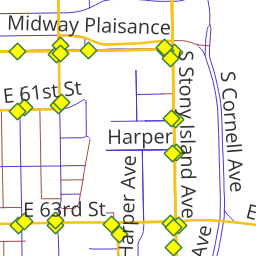 Midway Plaisance
E 61st St
S Stony Island Ave
S Cornell Ave
Harper
Harper Ave
E 63rd St
Ave
E